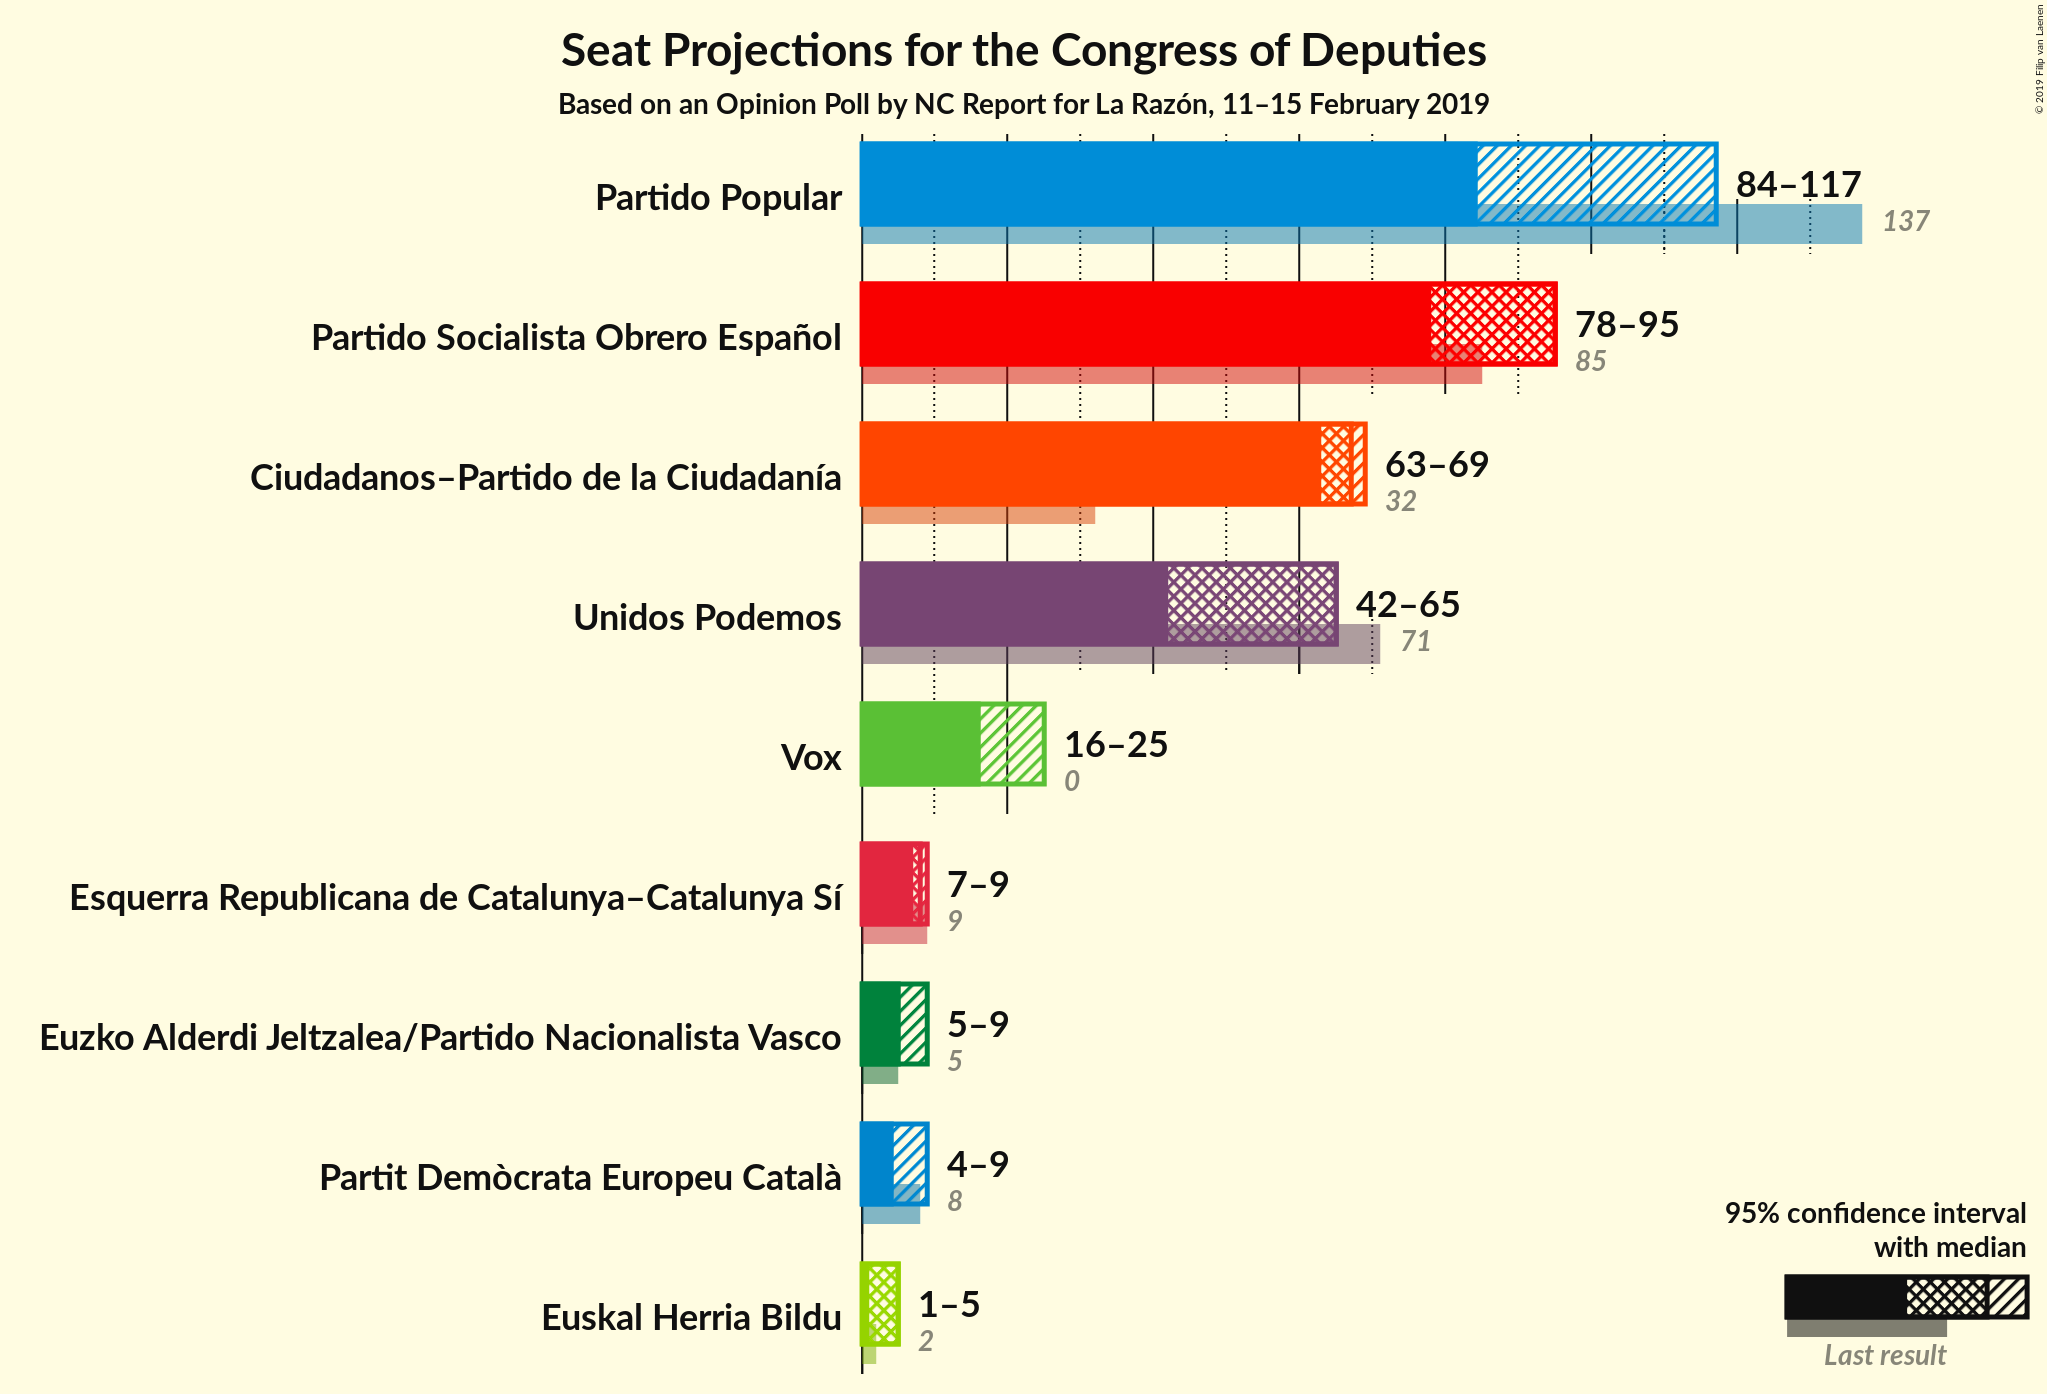 Seat Projections for the Congress of Deputies
Based on an Opinion Poll by NC Report for La Razón, 11–15 February 2019
© 2019 Filip van Laenen
Partido Popular
84–117
137
Partido Socialista Obrero Español
78–95
85
Ciudadanos–Partido de la Ciudadanía
63–69
32
Unidos Podemos
42–65
71
Vox
16–25
0
Esquerra Republicana de Catalunya–Catalunya Sí
7–9
9
Euzko Alderdi Jeltzalea/Partido Nacionalista Vasco
5–9
5
Partit Demòcrata Europeu Català
4–9
8
Euskal Herria Bildu
1–5
2
95% confidence interval
with median
Last result